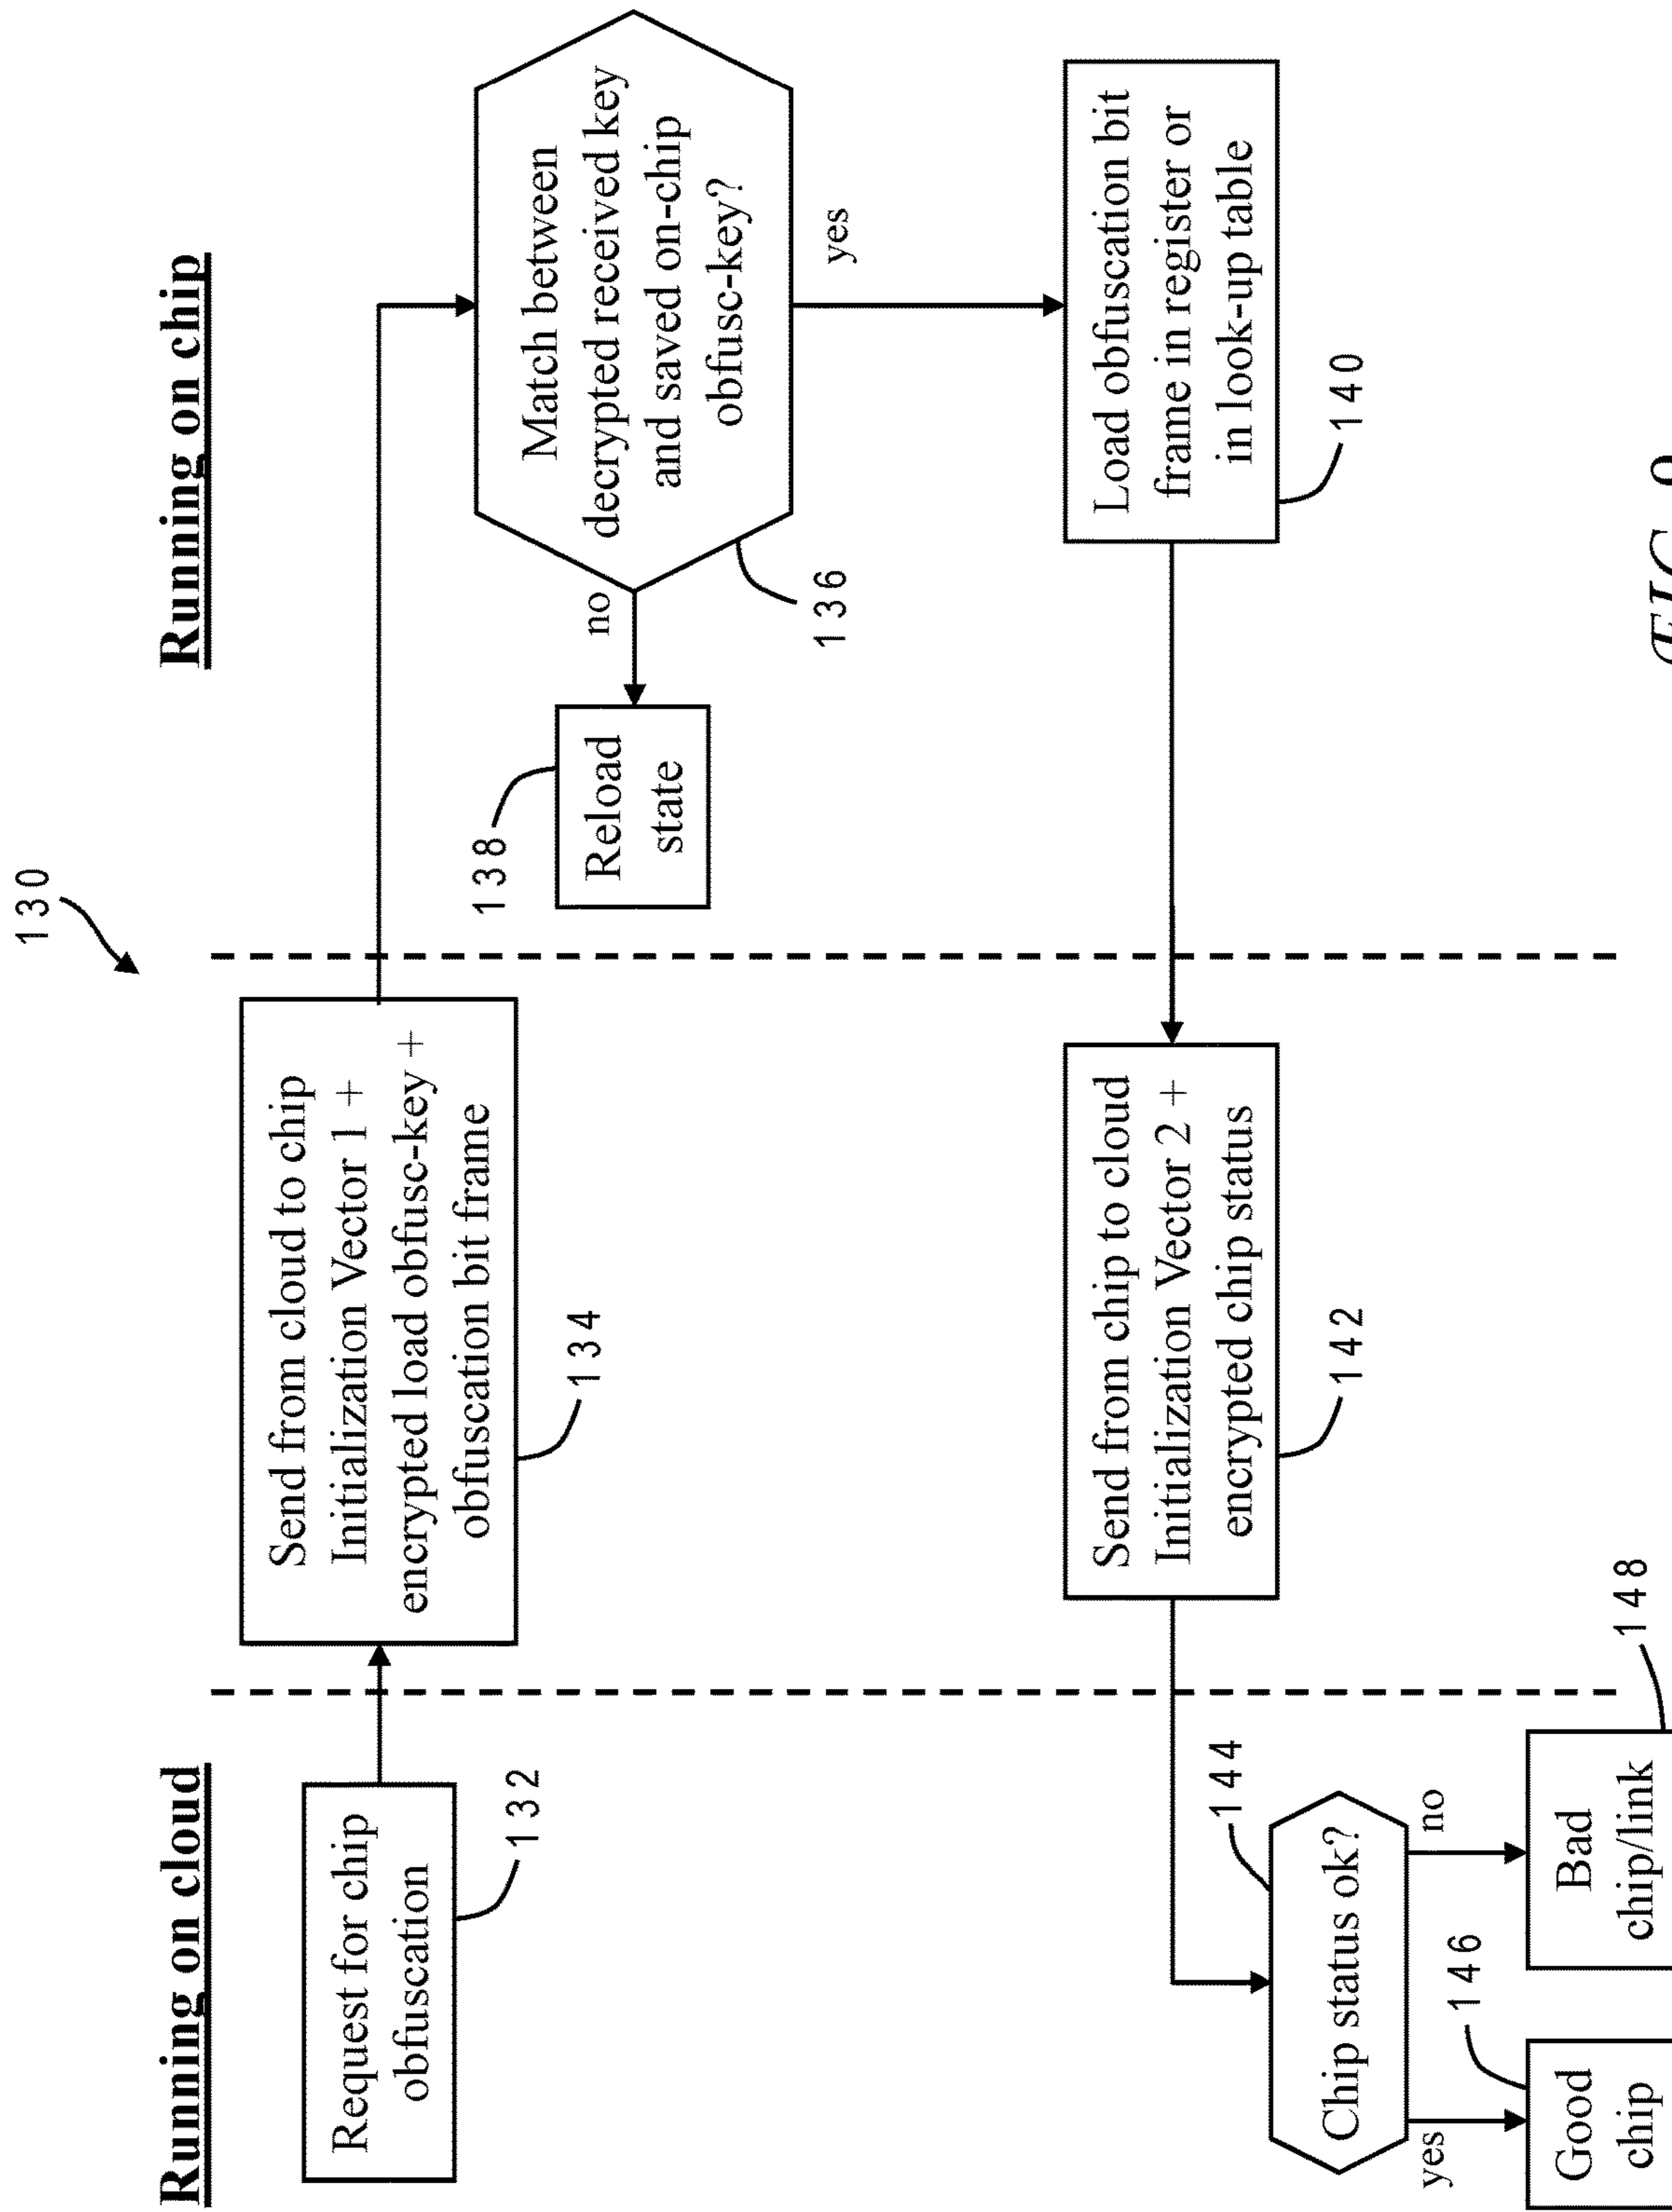 130
Running on cloud
Running on chip
Request for chip
obfuscation
132
Send from cloud to chip
Initialization Vector 1 +
encrypted load obfusc-key +
obfuscation bit frame
134
Match between
decrypted received key
and saved on-chip
obfusc-key?
136
no
yes
138
Reload
state
Load obfuscation bit
frame in register or
in look-up table
140
Send from chip to cloud
Initialization Vector 2 +
encrypted chip status
142
144
Chip status ok?
yes
no
146
148
Good
chip
Bad
chip/link
FIG. 9